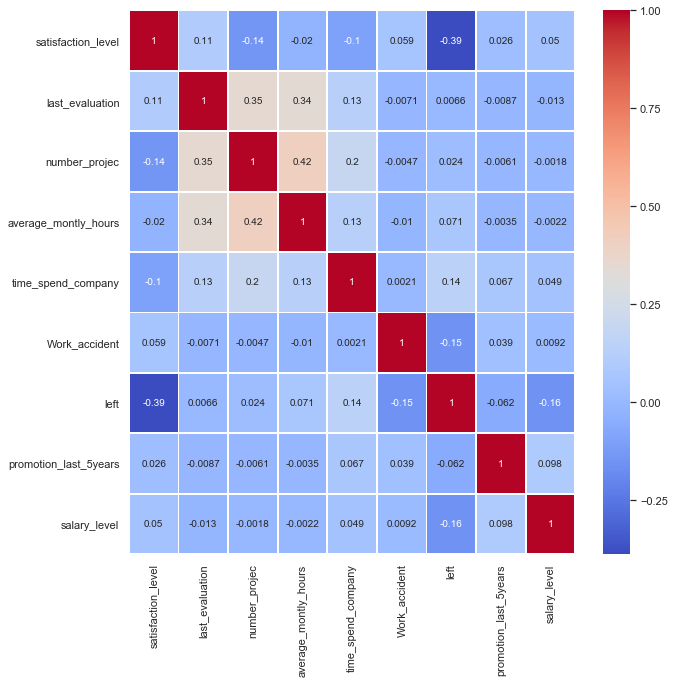 satisfaction_level 1 0.11 -0.14 -0.02 -0.1 0.059 -0.39 0.026 0.05
last_evaluation 0.11 1 0.35 0.34 0.13 -0.0071 0.0066 -0.0087 -0.013
number_projec -0.14 0.35 1 0.42 0.2 -0.0047 0.024 -0.0061 -0.0018
average_montly_hours -0.02 0.34 0.42 1 0.13 -0.01 0.071 -0.0035 -0.0022
time_spend_company -0.1 0.13 0.2 0.13 1 0.0021 0.14 0.067 0.049
Work_accident 0.059 -0.0071 -0.0047 -0.01 0.0021 1 -0.15 0.039 0.0092
left -0.39 0.0066 0.024 0.071 0.14 -0.15 1 -0.062 -0.16
promotion_last_5years 0.026 -0.0087 -0.0061 -0.0035 0.067 0.039 -0.062 1 0.098
salary_level 0.05 -0.013 -0.0018 -0.0022 0.049 0.0092 -0.16 0.098 1
satisfaction_level
last_evaluation
number_projec
average_montly_hours
time_spend_company
Work_accident
left
promotion_last_5years
salary_level
1.00
0.75
0.50
0.25
0.00
−0.25